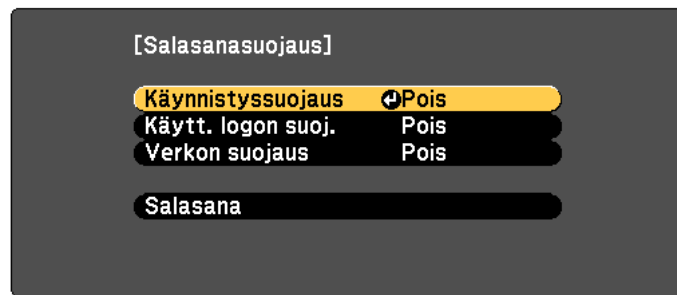 [Salasanasuojaus]
Käynnistyssuojaus Pois
Käytt. logon suoj. Pois
Verkon suojaus Pois
Salasana